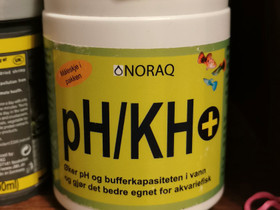 Måleskje i
pakken
NORAQ
pH/KH+
Øker pH og bufferkapasiteten i vann
og gjør det bedre egnet for akvariefisk